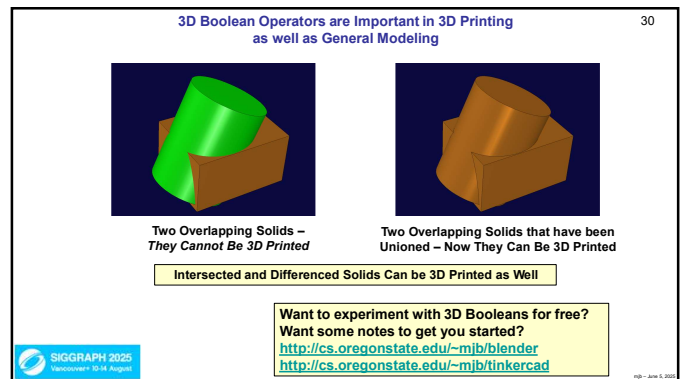 3D Boolean Operators are Important in 3D Printing
as well as General Modeling
30
Two Overlapping Solids –
They Cannot Be 3D Printed
Two Overlapping Solids that have been
Unioned – Now They Can Be 3D Printed
Intersected and Differenced Solids Can be 3D Printed as Well
Want to experiment with 3D Booleans for free?
Want some notes to get you started?
http://cs.oregonstate.edu/~mjb/blender
http://cs.oregonstate.edu/~mjb/tinkercad
SIGGRAPH 2025
Vancouver+ 10-14 August
mjb – June 5, 2025